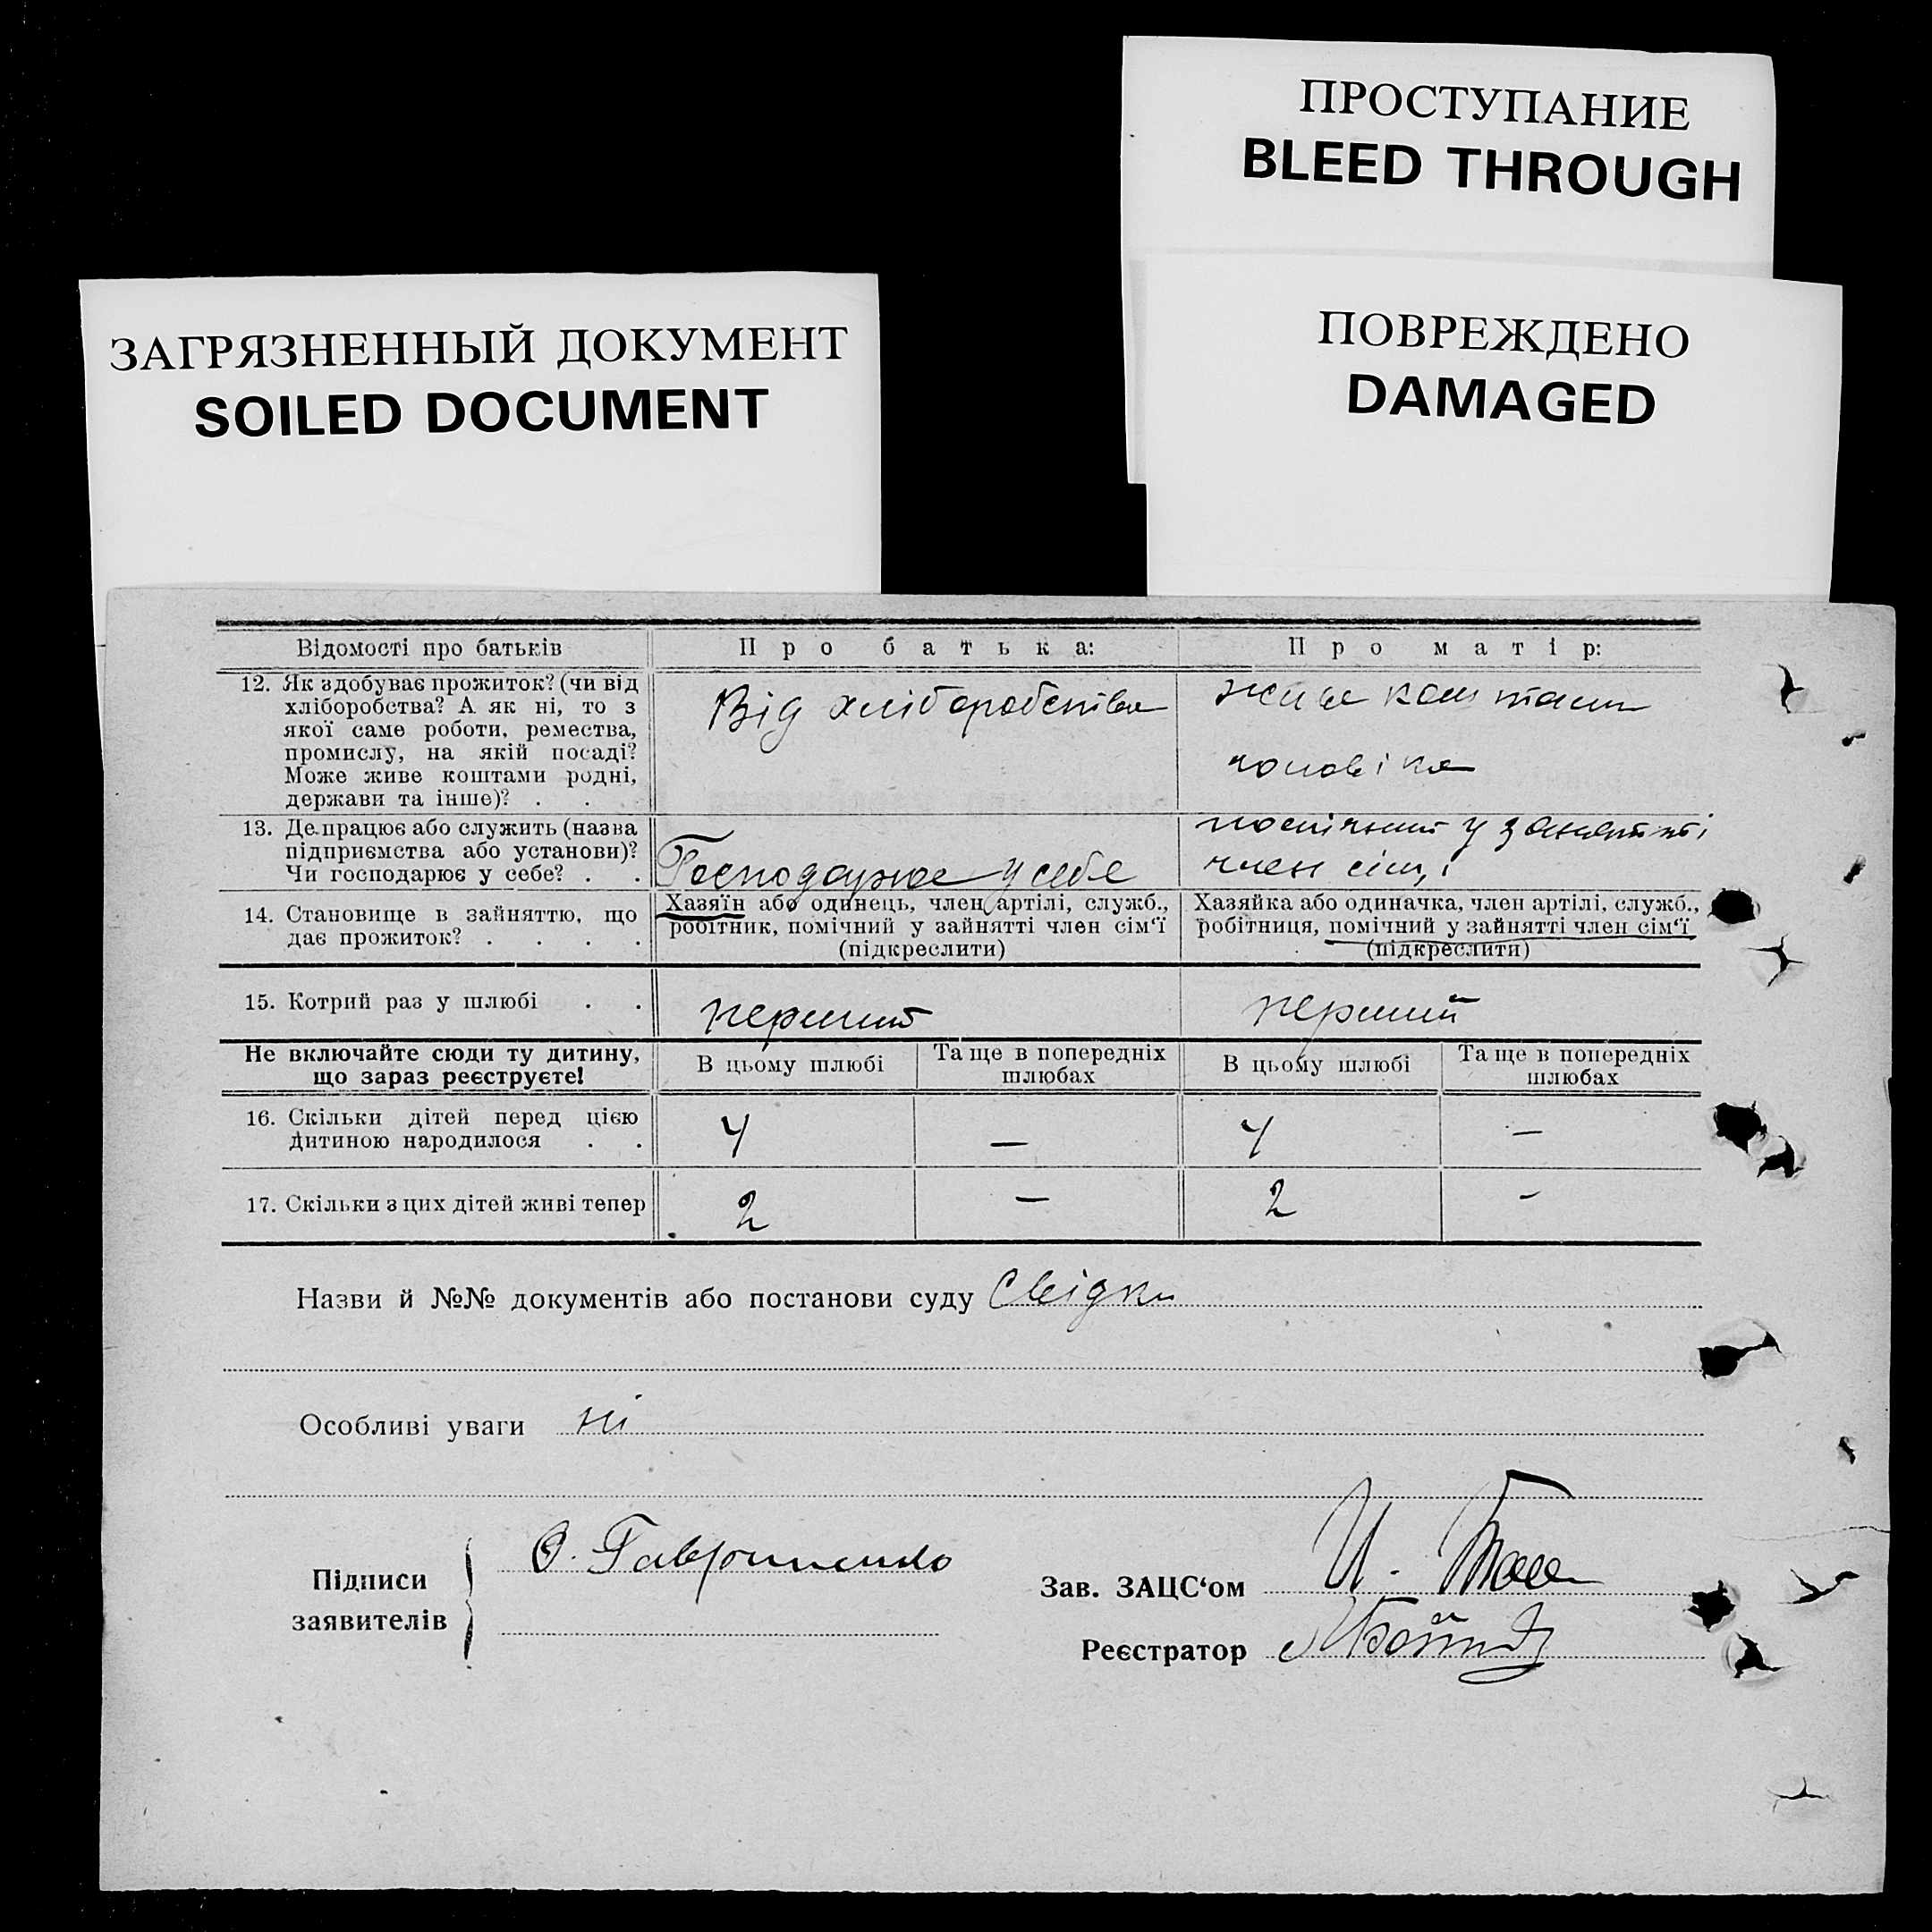 ПРОСТУПАНИЕ
BLEED THROUGH
ПОВРЕЖДЕНО
DAMAGED
ЗАГРЯЗНЕННЫЙ ДОКУМЕНТ
SOILED DOCUMENT
Відомості про батьків
Про батька:
Про матір:
12. Як здобуває прожиток? (чи від
хліборобства? А як ні, то з
якої саме роботи, ремества,
промислу, на якій посаді?
Може живе коштами родні,
держави та інше)? . .
Від хліборобства
живе коштами
чоловіка
13. Де працює або служить (назва
підприємства або установи)?
Чи господарює у себе? . .
Господарює у себе
помічний у занятті
член сімї
14. Становище в зайняттю, що
дає прожиток? . . . .
Хазяїн або одинець, член артілі, служб.,
робітник, помічний у зайнятті член сім‘ї
(підкреслити)
Хазяйка або одиначка, член артілі, служб.,
робітниця, помічний у зайнятті член сім‘ї
(підкреслити)
15. Котрий раз у шлюбі . .
перший
перший
Не включайте сюди ту дитину,
що зараз реєструєте!
В цьому шлюбі
Та ще в попередніх
шлюбах
В цьому шлюбі
Та ще в попередніх
шлюбах
16. Скільки дітей перед цією
дитиною народилося . .
4
—
4
—
17. Скільки з цих дітей живі тепер
2
—
2
—
Назви й №№ документів або постанови суду Свідки
Особливі уваги ні
Підписи
заявителів
О.
Зав. ЗАЦС‘ом И.
Реєстратор